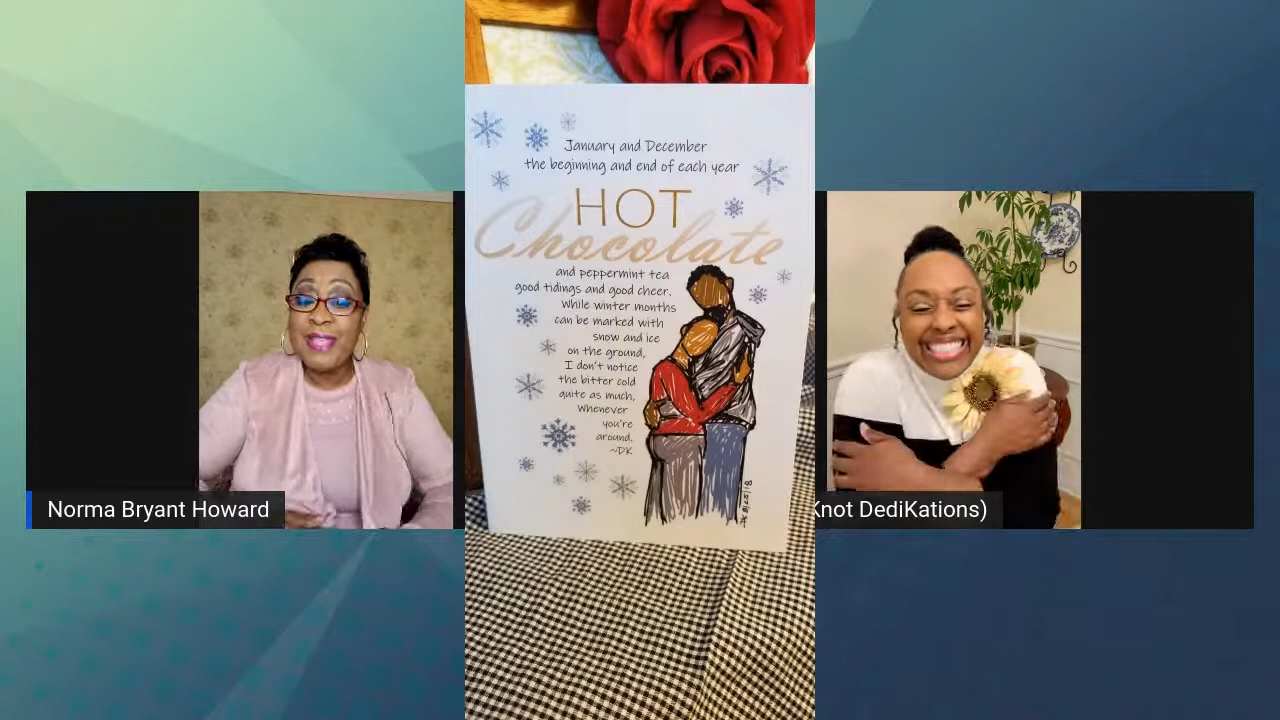 January and December
the beginning and end of each year
HOT
Chocolate
and peppermint tea
good tidings and good cheer.
While winter months
can be marked with
snow and ice
on the ground,
I don't notice
the bitter cold
quite as much,
Whenever
you're
around.
~DK
Norma Bryant Howard
Knot DediKations)